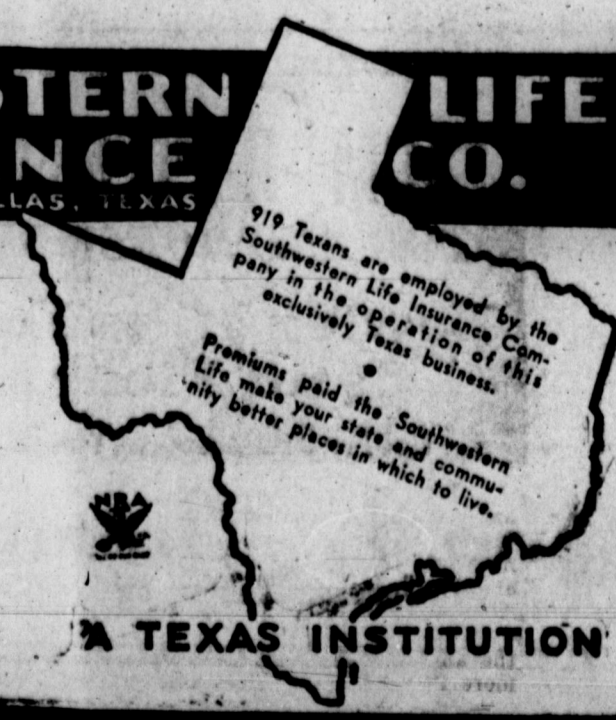 STERN LIFE
NCE CO.
LLAS, TEXAS
919 Texans are employed by the
Southwestern Life Insurance Com-
pany in the operation of this
exclusively Texas business.
Premiums paid the Southwestern
Life make your state and commu-
nity better places in which to live.
NRA
"A TEXAS INSTITUTION"